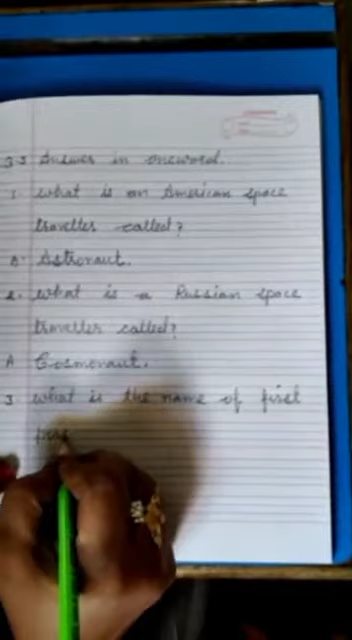 Q.3 Answer in oneword.
1. what is an American space
traveller called?
A. Astronaut.
2. what is a Russian space
traveller called?
A Cosmonaut.
3 what is the name of first
pers